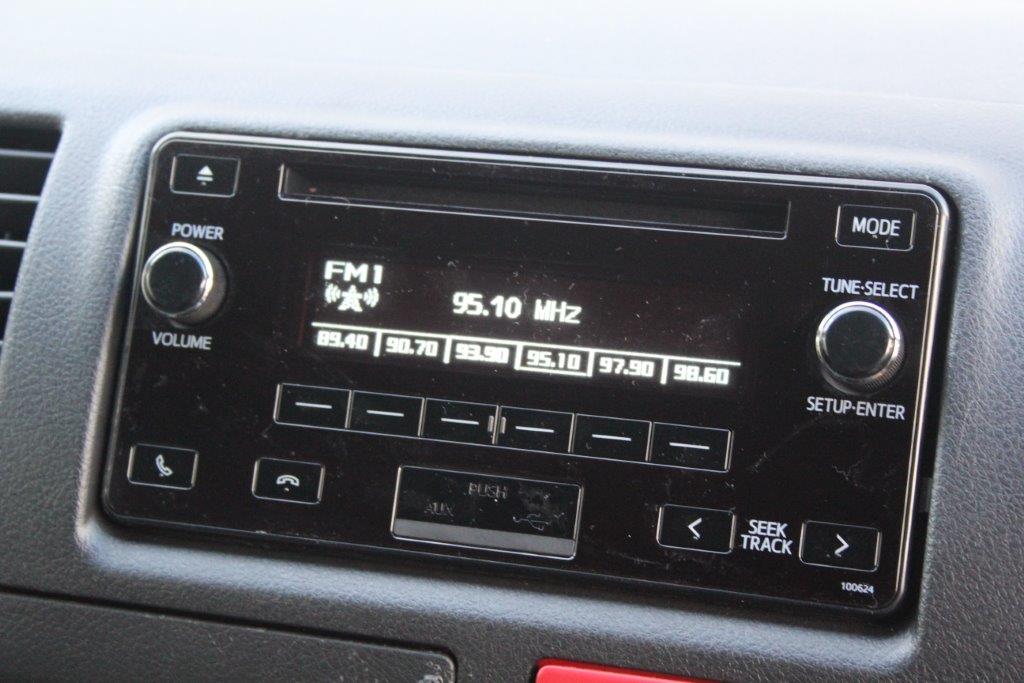 MODE
POWER
FM1
TUNE·SELECT
95.10 MHz
VOLUME
89.40 90.70 93.90 95.10 97.90 98.60
SETUP·ENTER
PUSH
AUX
SEEK
TRACK
100624